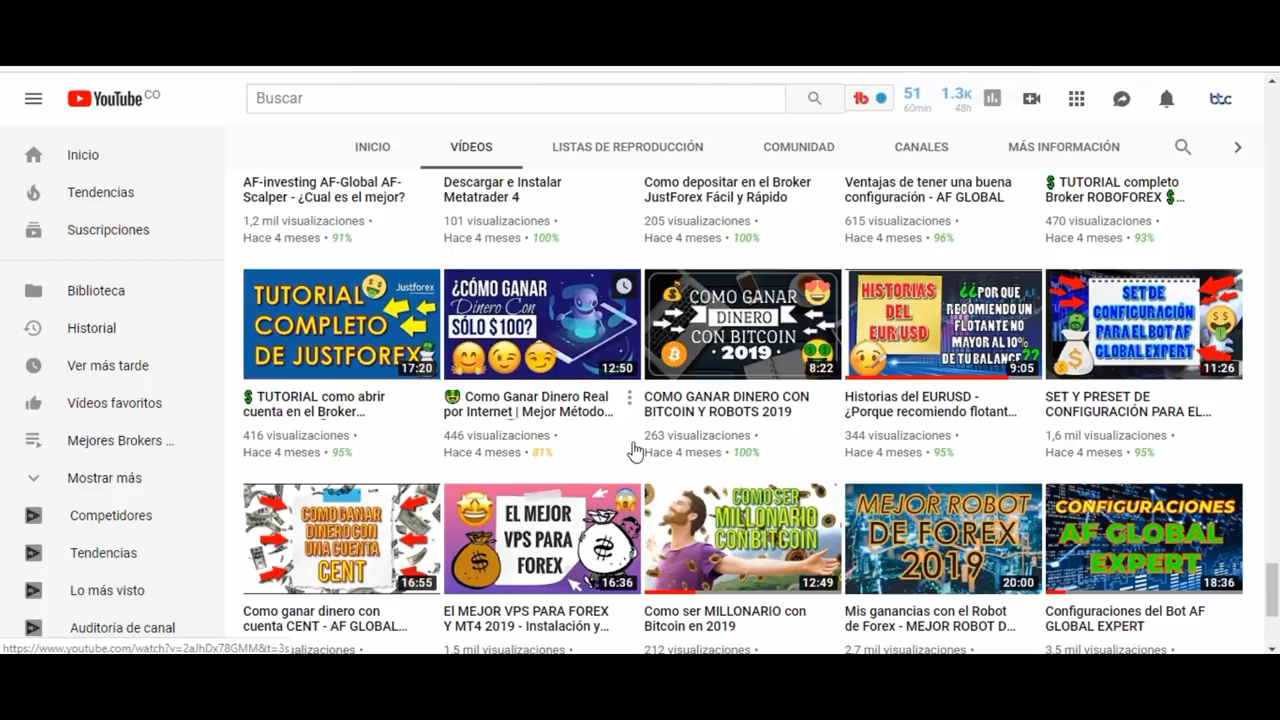 YouTube CO
Buscar
51
60min
1.3K
48h
btc
INICIO
VÍDEOS
LISTAS DE REPRODUCCIÓN
COMUNIDAD
CANALES
MÁS INFORMACIÓN
Inicio
Tendencias
Suscripciones
Biblioteca
Historial
Ver más tarde
Vídeos favoritos
Mejores Brokers ...
Mostrar más
Competidores
Tendencias
Lo más visto
Auditoría de canal
AF-investing AF-Global AF-
Scalper - ¿Cual es el mejor?
1,2 mil visualizaciones •
Hace 4 meses • 91%
Descargar e Instalar
Metatrader 4
101 visualizaciones •
Hace 4 meses • 100%
Como depositar en el Broker
JustForex Fácil y Rápido
205 visualizaciones •
Hace 4 meses • 100%
Ventajas de tener una buena
configuración - AF GLOBAL
615 visualizaciones •
Hace 4 meses • 96%
💲 TUTORIAL completo
Broker ROBOFOREX 💲...
470 visualizaciones •
Hace 4 meses • 93%
TUTORIAL
COMPLETO
DE JUSTFOREX
Justforex
17:20
💲 TUTORIAL como abrir
cuenta en el Broker...
416 visualizaciones •
Hace 4 meses • 95%
¿CÓMO GANAR
Dinero Con
SÓLO $100?
12:50
🤑 Como Ganar Dinero Real
por Internet | Mejor Método...
446 visualizaciones •
Hace 4 meses • 81%
COMO GANAR
DINERO
CON BITCOIN
• 2019 •
8:22
COMO GANAR DINERO CON
BITCOIN Y ROBOTS 2019
263 visualizaciones •
Hace 4 meses • 100%
HISTORIAS
DEL
EUR/USD
¿¿POR QUE
RECOMIENDO UN
FLOTANTE NO
MAYOR AL 10%
DE TU BALANCE??
9:05
Historias del EURUSD -
¿Porque recomiendo flotant...
344 visualizaciones •
Hace 4 meses • 95%
SET DE
CONFIGURACIÓN
PARA EL BOT AF
GLOBAL EXPERT
11:26
SET Y PRESET DE
CONFIGURACIÓN PARA EL...
1,6 mil visualizaciones •
Hace 4 meses • 95%
COMO GANAR
DINERO CON
UNA CUENTA
CENT
16:55
Como ganar dinero con
cuenta CENT - AF GLOBAL...
visualizaciones •
EL MEJOR
VPS PARA
FOREX
16:36
El MEJOR VPS PARA FOREX
Y MT4 2019 - Instalación y...
1,5 mil visualizaciones •
COMO SER
MILLONARIO
CON BITCOIN
12:49
Como ser MILLONARIO con
Bitcoin en 2019
212 visualizaciones •
MEJOR ROBOT
DE FOREX
2019
20:00
Mis ganancias con el Robot
de Forex - MEJOR ROBOT D...
2,7 mil visualizaciones •
CONFIGURACIONES
AF GLOBAL
EXPERT
18:36
Configuraciones del Bot AF
GLOBAL EXPERT
3,5 mil visualizaciones •
https://www.youtube.com/watch?v=2aJhDx78GMM&t=3s